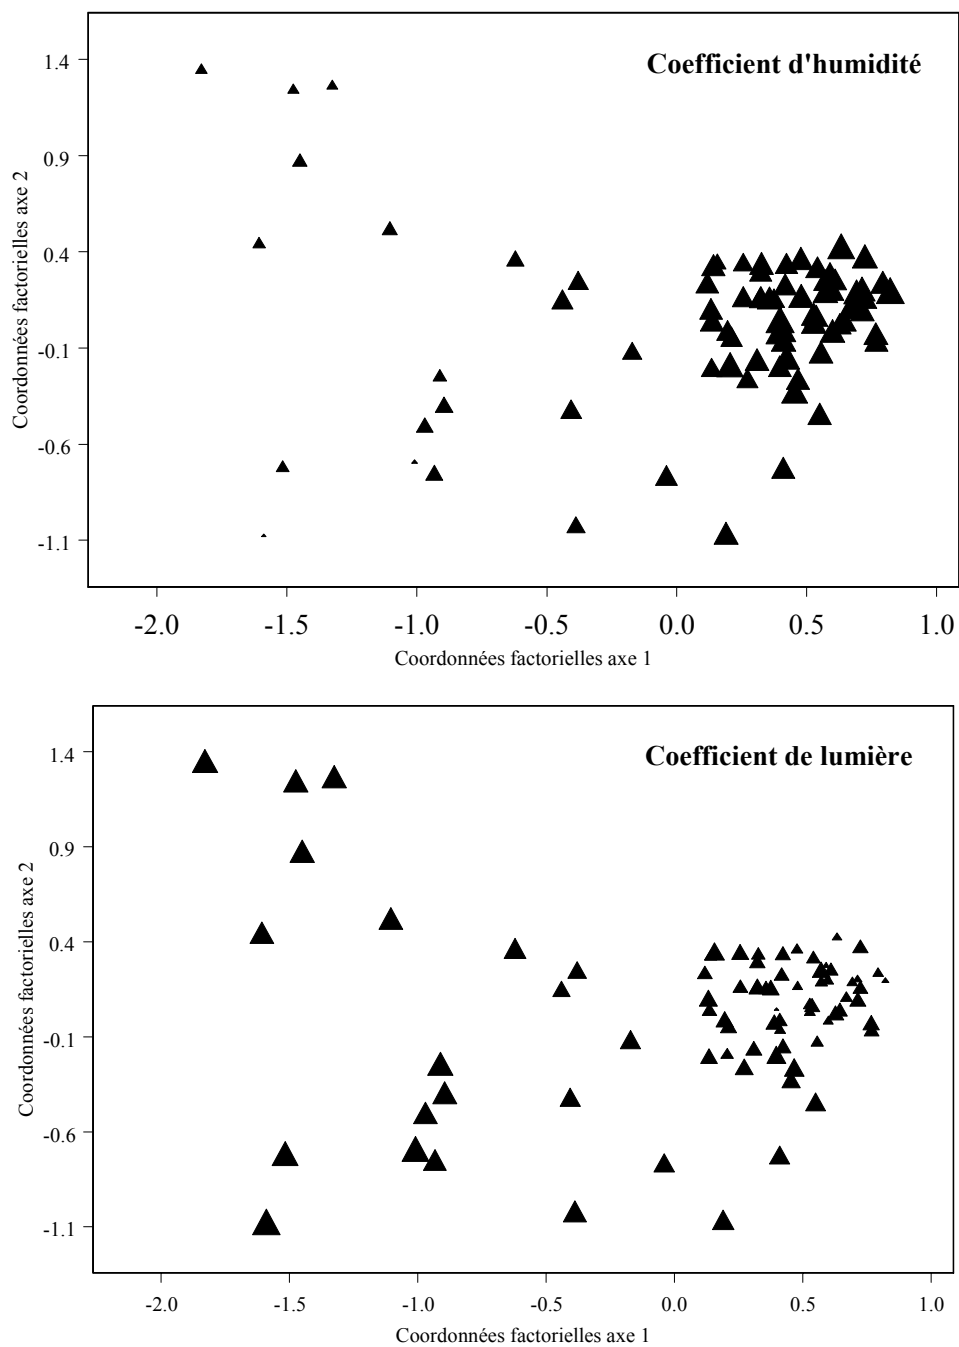 Coefficient d'humidité
1.4
0.9
0.4
-0.1
-0.6
-1.1
Coordonnées factorielles axe 2
-2.0 -1.5 -1.0 -0.5 0.0 0.5 1.0
Coordonnées factorielles axe 1
Coefficient de lumière
1.4
0.9
0.4
-0.1
-0.6
-1.1
Coordonnées factorielles axe 2
-2.0 -1.5 -1.0 -0.5 0.0 0.5 1.0
Coordonnées factorielles axe 1